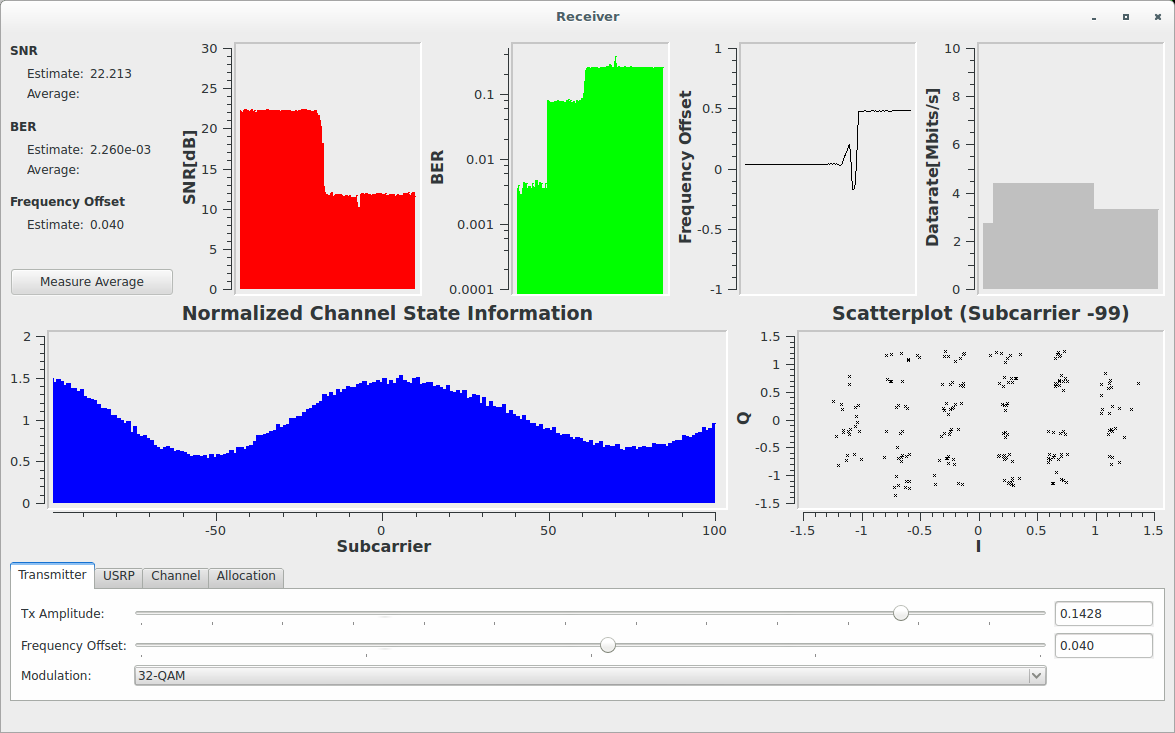 Receiver
SNR
Estimate: 22.213
Average:
BER
Estimate: 2.260e-03
Average:
Frequency Offset
Estimate: 0.040
Measure Average
SNR[dB]
30
25
20
15
10
5
0
BER
0.1
0.01
0.001
0.0001
Frequency Offset
1
0.5
0
-0.5
-1
Datarate[Mbits/s]
10
8
6
4
2
0
Normalized Channel State Information
2
1.5
1
0.5
0
-50 0 50 100
Subcarrier
Scatterplot (Subcarrier -99)
Q
1.5
1
0.5
0
-0.5
-1
-1.5
-1.5 -1 -0.5 0 0.5 1 1.5
I
Transmitter USRP Channel Allocation
Tx Amplitude: 0.1428
Frequency Offset: 0.040
Modulation: 32-QAM